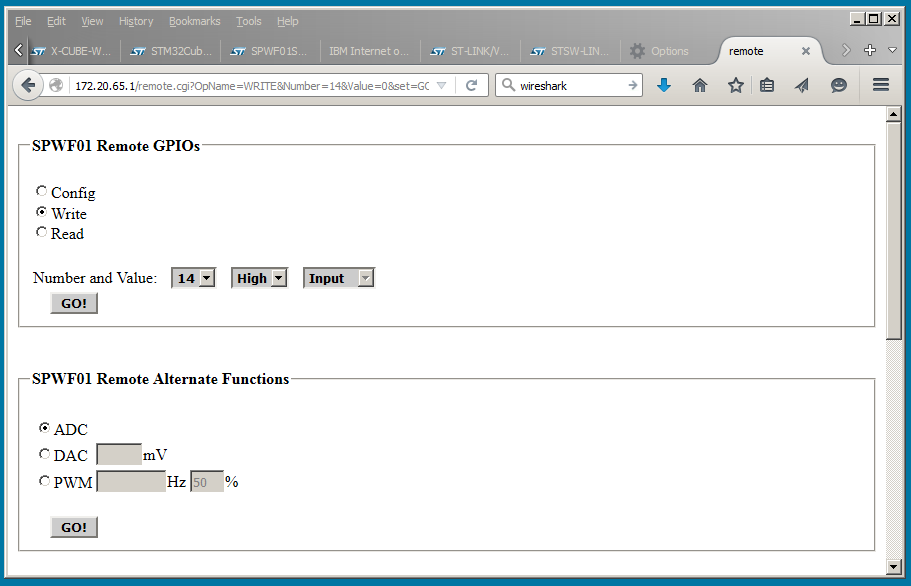 File Edit View History Bookmarks Tools Help
X-CUBE-W... STM32Cub... SPWF01S... IBM Internet o... ST-LINK/V... STSW-LIN... Options remote
172.20.65.1/remote.cgi?OpName=WRITE&Number=14&Value=0&set=GO wireshark
SPWF01 Remote GPIOs
Config
Write
Read
Number and Value: 14 High Input
GO!
SPWF01 Remote Alternate Functions
ADC
DAC mV
PWM Hz 50 %
GO!